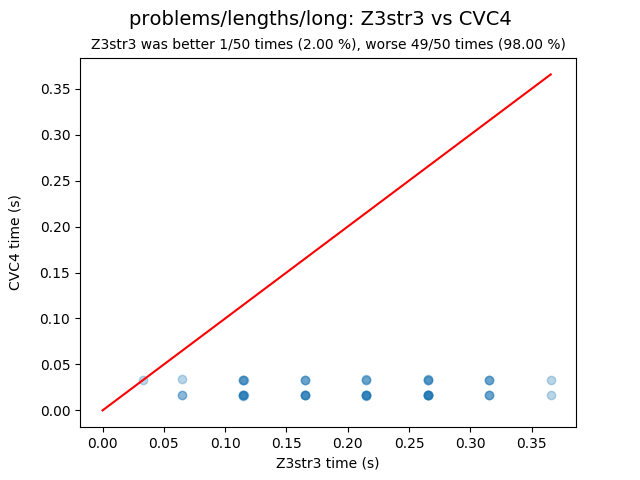 problems/lengths/long: Z3str3 vs CVC4
Z3str3 was better 1/50 times (2.00 %), worse 49/50 times (98.00 %)
CVC4 time (s)
0.35
0.30
0.25
0.20
0.15
0.10
0.05
0.00
0.00 0.05 0.10 0.15 0.20 0.25 0.30 0.35
Z3str3 time (s)